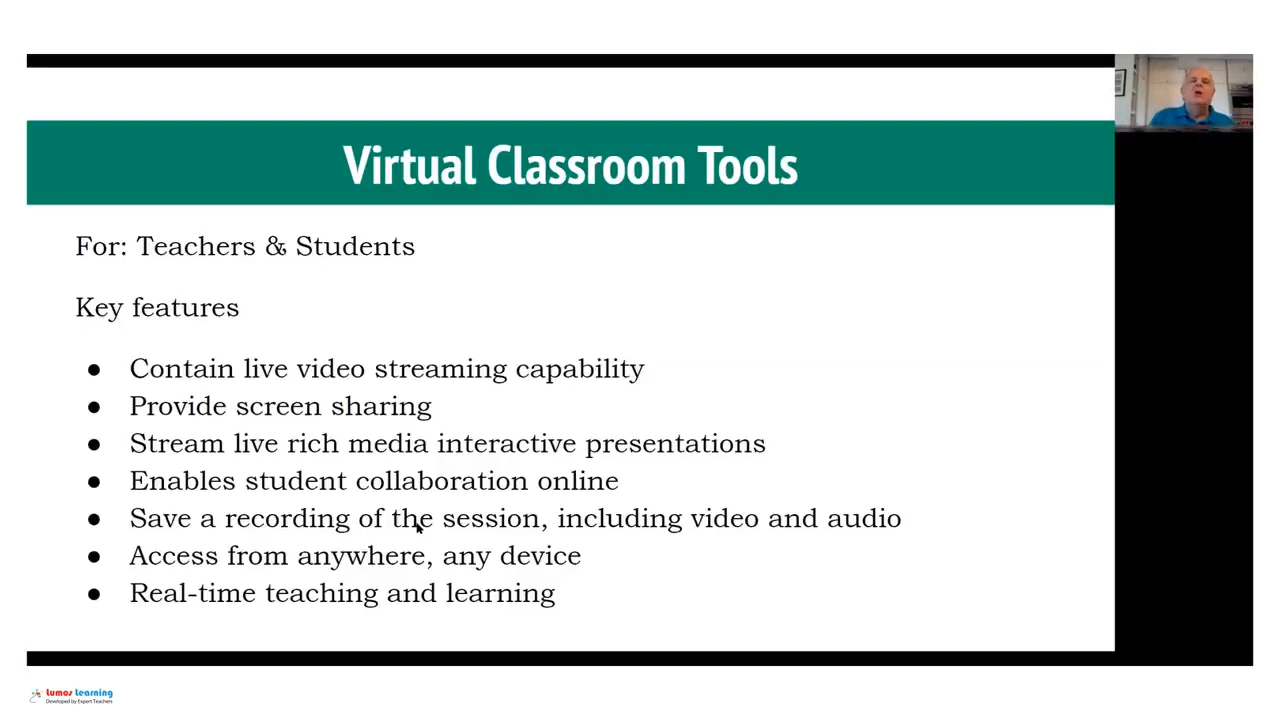 Virtual Classroom Tools
For: Teachers & Students
Key features
● Contain live video streaming capability
● Provide screen sharing
● Stream live rich media interactive presentations
● Enables student collaboration online
● Save a recording of the session, including video and audio
● Access from anywhere, any device
● Real-time teaching and learning
Lumos Learning
Developed by Expert Teachers